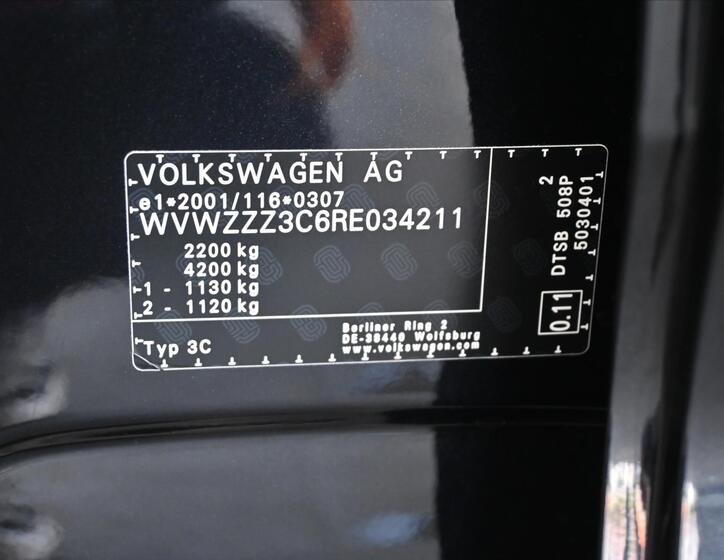 VOLKSWAGEN AG
e1*2001/116*0307
WVWZZZ3C6RE034211
2200 kg
4200 kg
1 - 1130 kg
2 - 1120 kg
Typ 3C
Berliner Ring 2
DE-38440 Wolfsburg
www.volkswagen.com
2
DTSB 508P
5030401
0.11